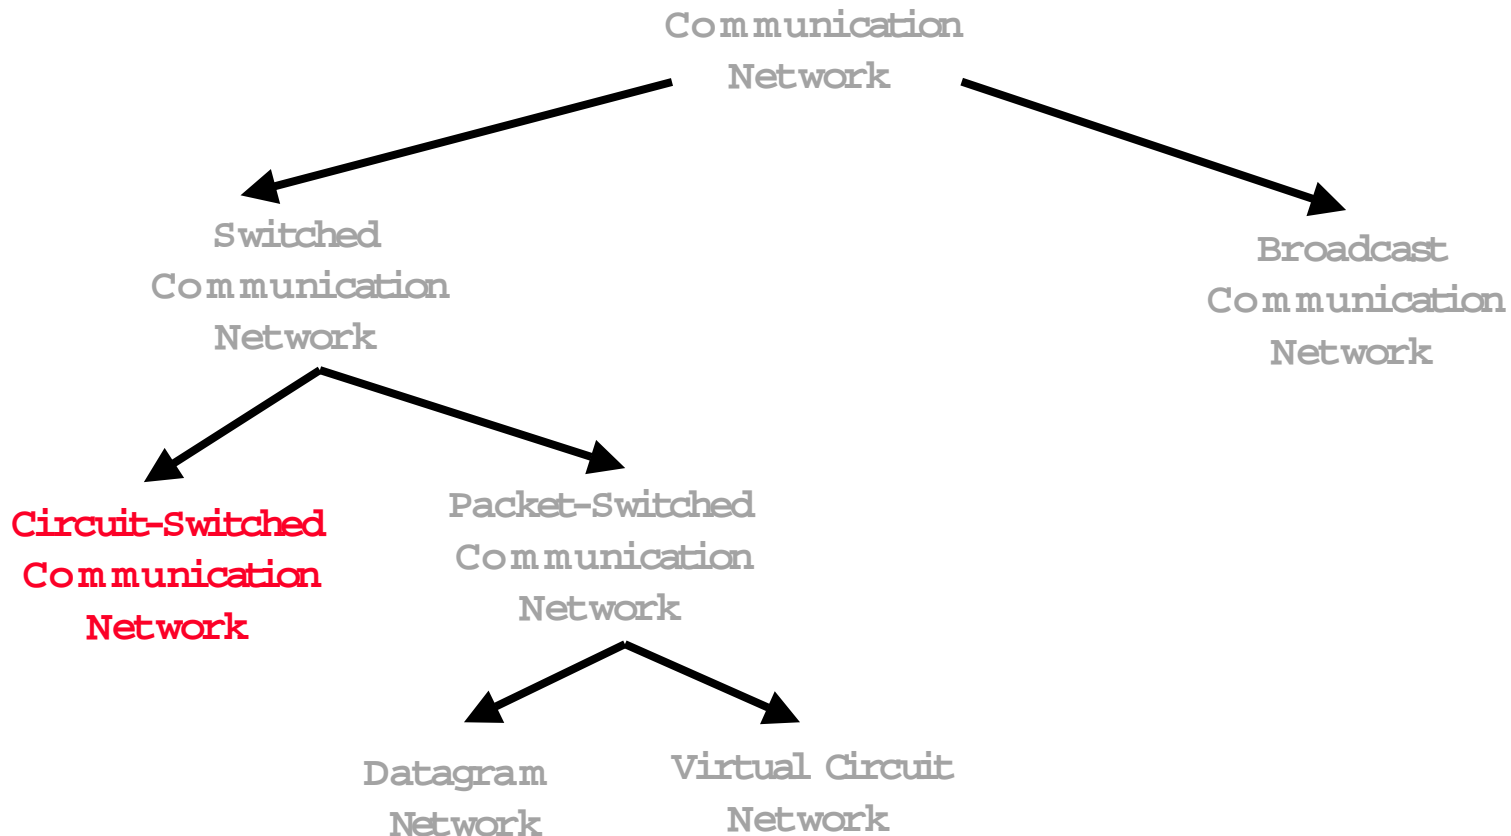 Communication
Network
Switched
Communication
Network
Broadcast
Communication
Network
Circuit-Switched
Communication
Network
Packet-Switched
Communication
Network
Datagram
Network
Virtual Circuit
Network